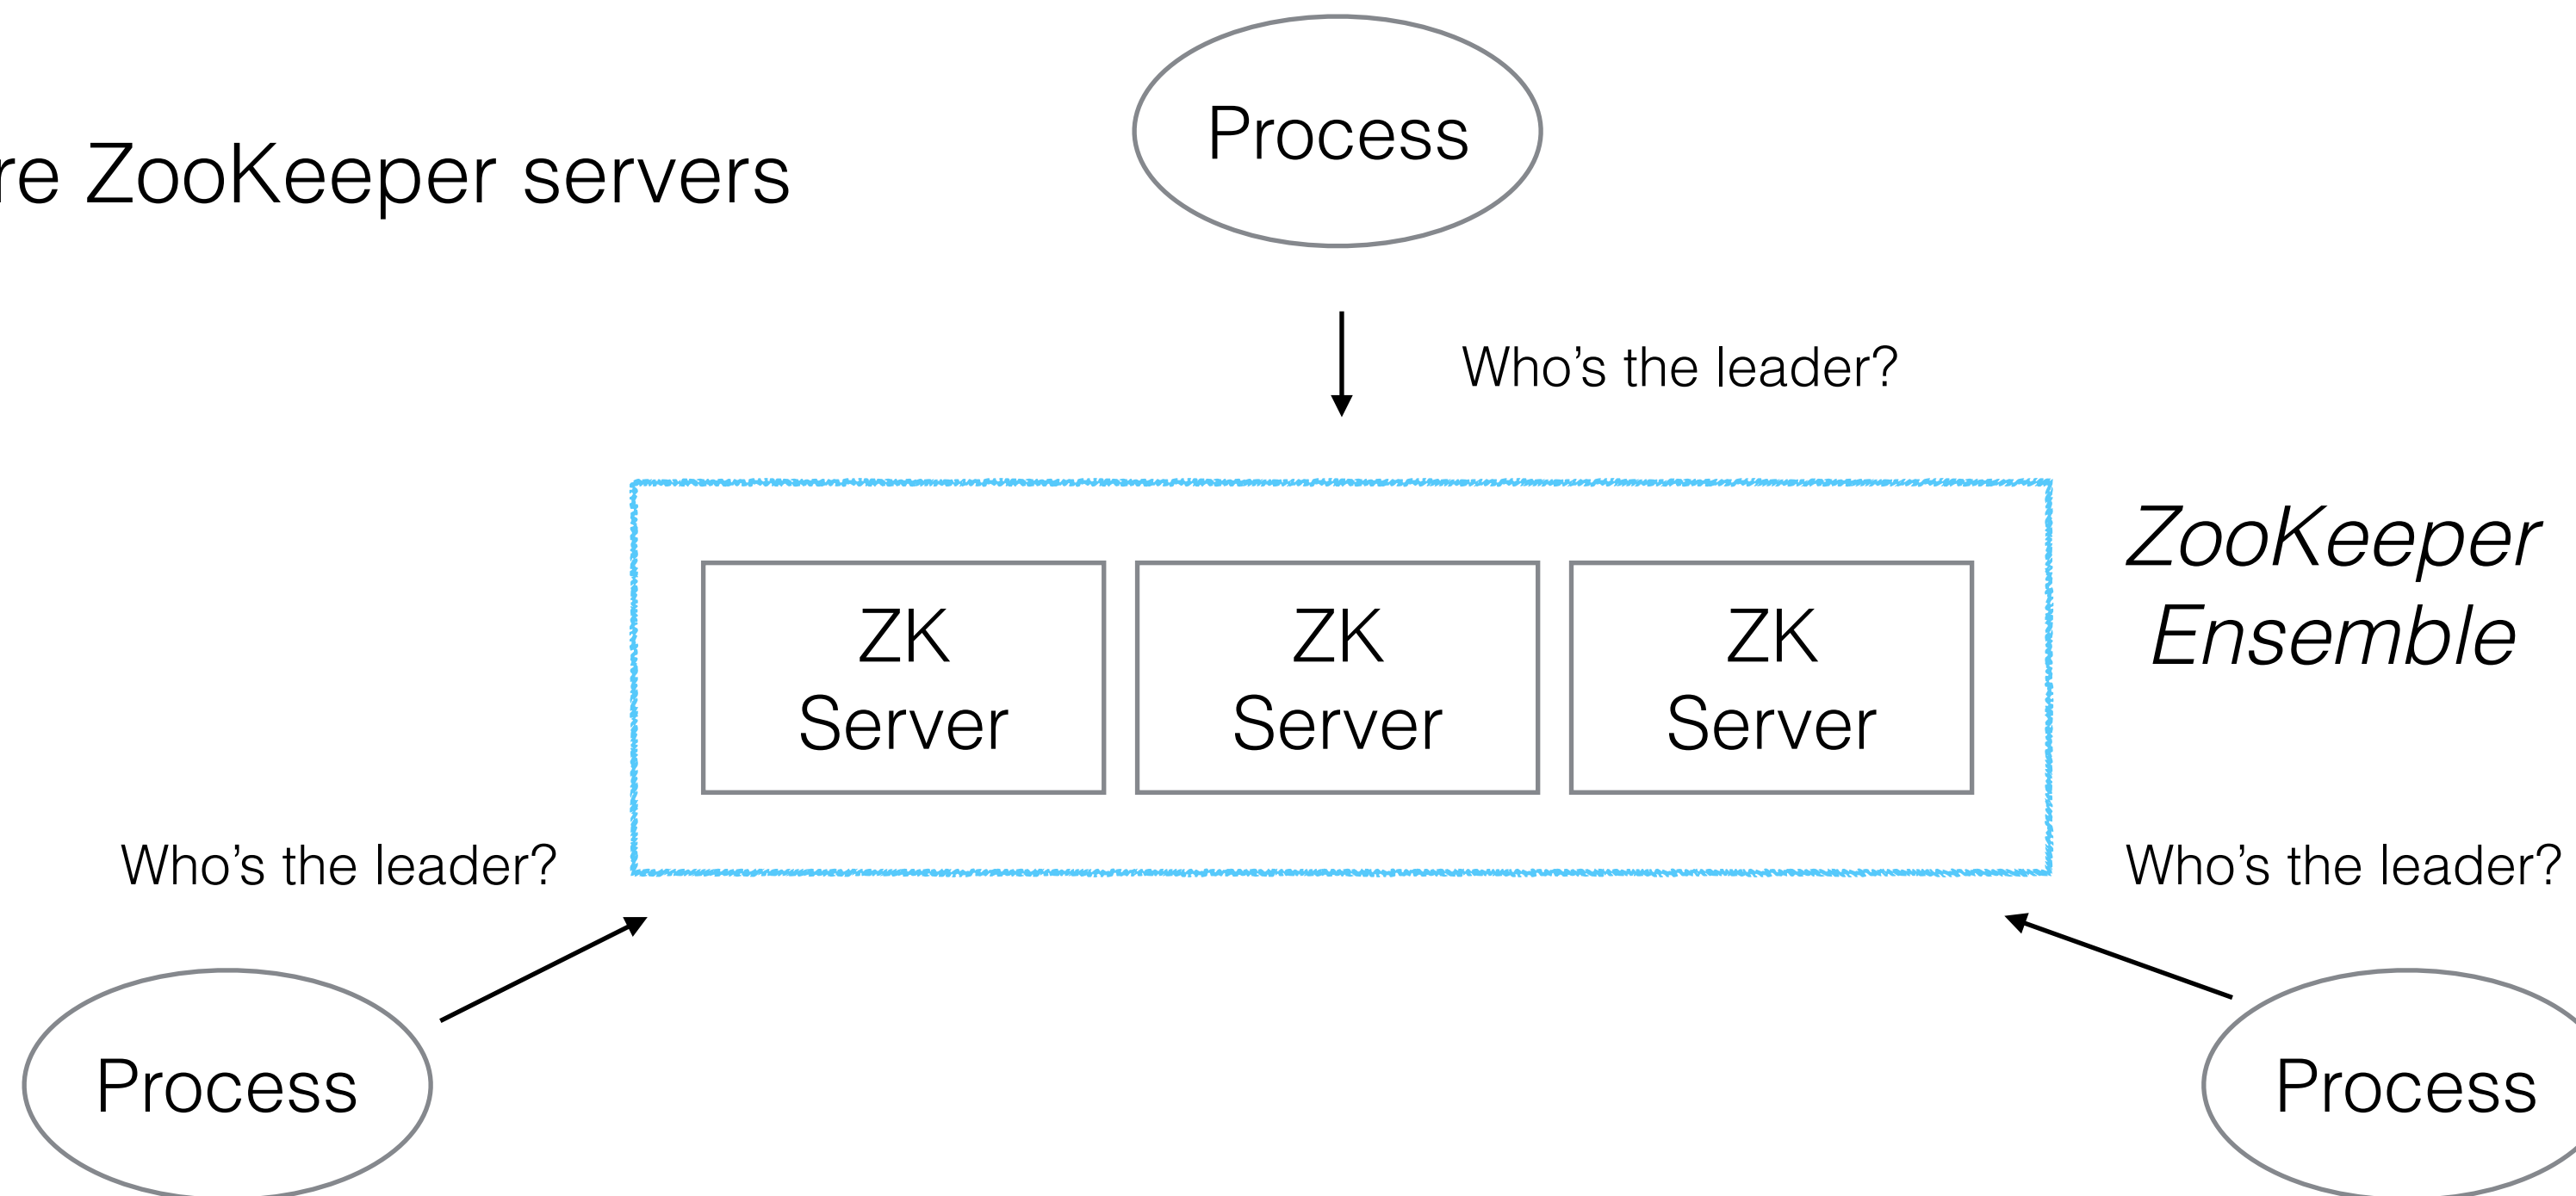 re ZooKeeper servers
Process
Who's the leader?
ZooKeeper
Ensemble
ZK
Server
ZK
Server
ZK
Server
Who's the leader?
Who's the leader?
Process
Process